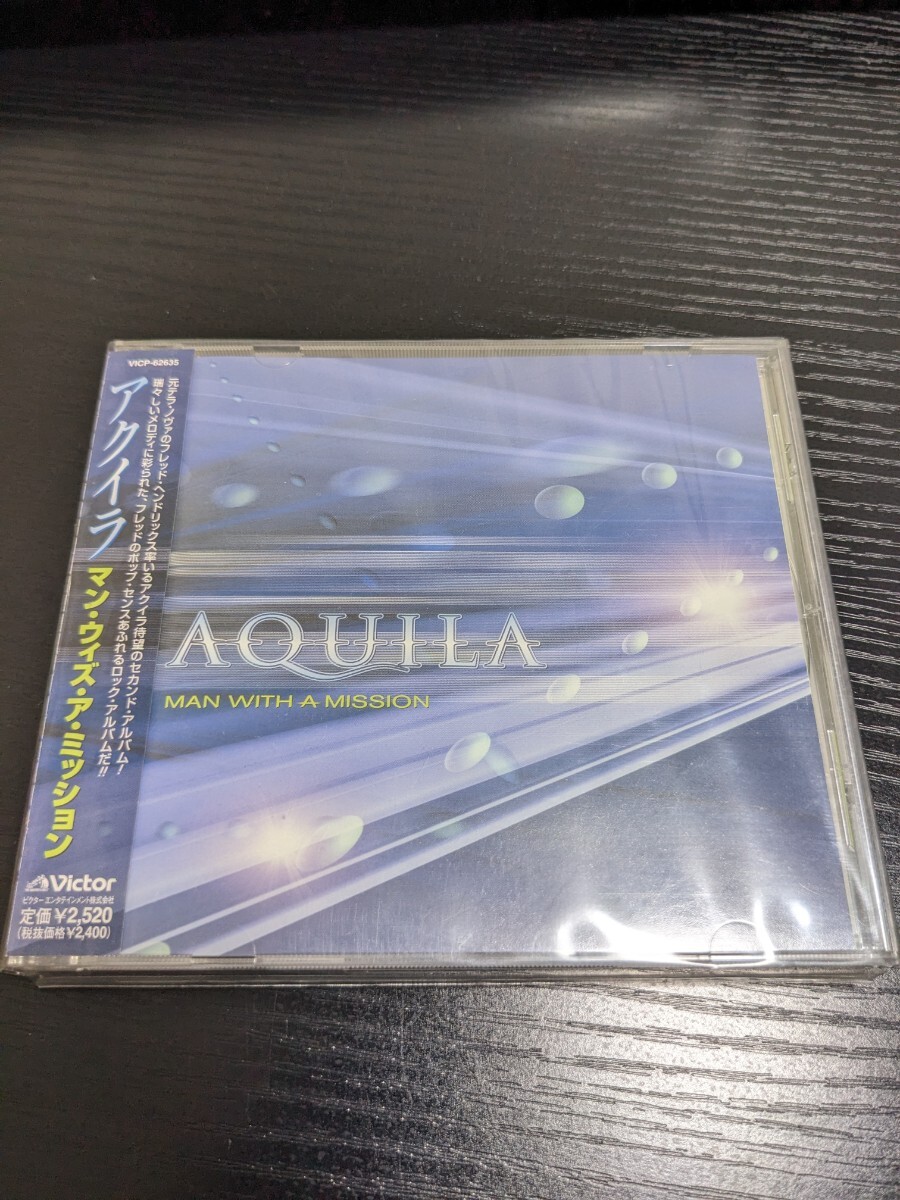 VICP-62635
アクイラ
マン・ウィズ・ア・ミッション
元テラ・ノヴァのフレッド・ヘンドリックス率いるアクイラ待望のセカンド・アルバム!
瑞々しいメロディに彩られた、フレッドのポップ・センスあふれるロック・アルバムだ!!
Victor
ビクター エンタテインメント株式会社
定価¥2,520
(税抜価格¥2,400)
AQUILA
MAN WITH A MISSION